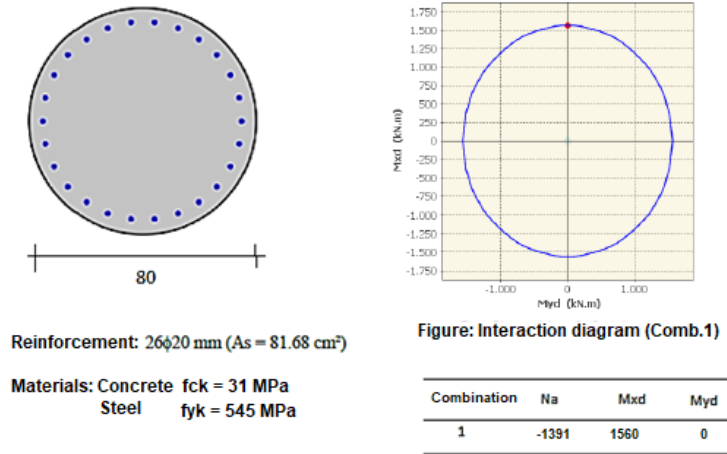 80
Reinforcement: 26ϕ20 mm (As = 81.68 cm²)
Materials: Concrete fck = 31 MPa
Steel fyk = 545 MPa
1.750
1.500
1.250
1.000
750
500
250
0
-250
-500
-750
-1.000
-1.250
-1.500
-1.750
Mxd (kN.m)
-1.000 0 1.000
Myd (kN.m)
Figure: Interaction diagram (Comb.1)
Combination Na Mxd Myd
1 -1391 1560 0